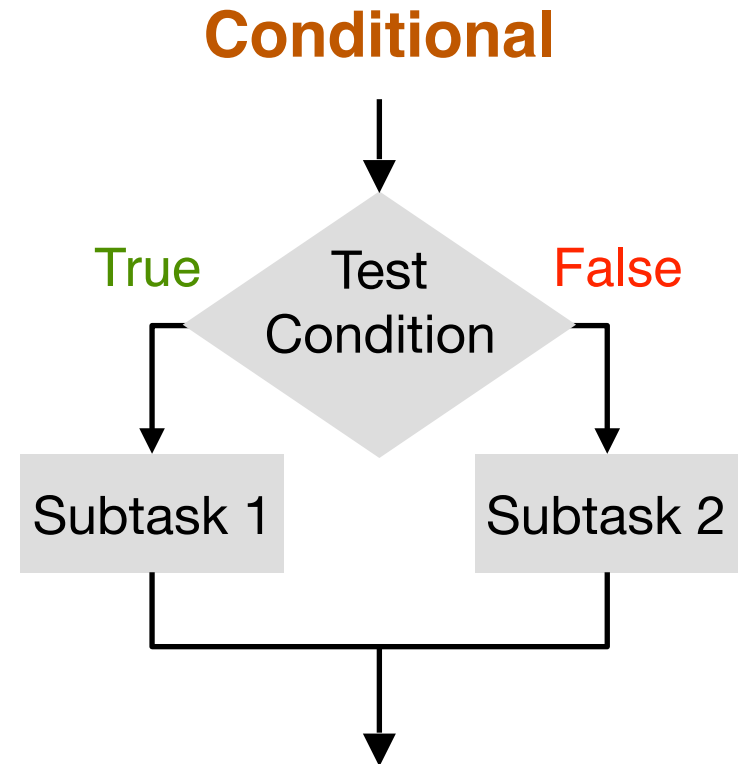 Conditional
True
Test
False
Condition
Subtask 1
Subtask 2